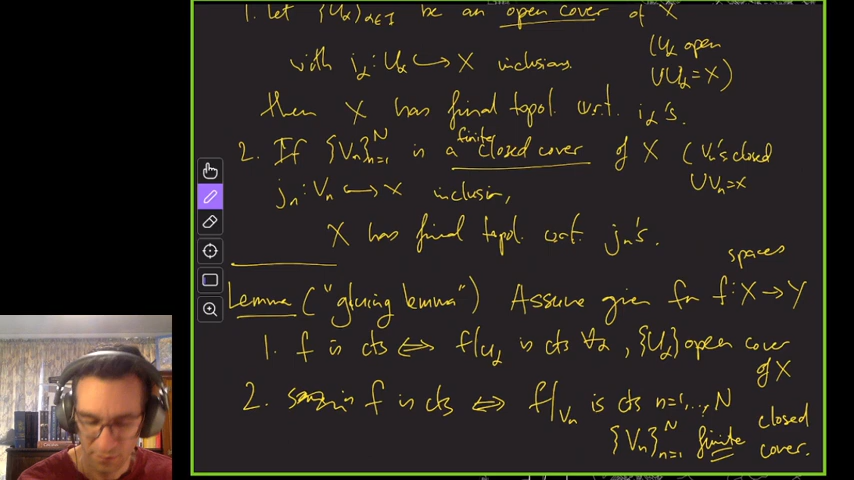 1. Let {Uα}α∈I be an open cover of X
with iα: Uα ↪ X inclusions. (Uα open
∪Uα = X)
then X has final topol. w.r.t. iα's.
2. If {Vn}ₙ₌₁ᴺ is a finite closed cover of X (Vn's closed
∪Vn = X
jn: Vn ↪ X inclusion,
X has final topol. wrt. jn's.
spaces
Lemma ("gluing lemma") Assume given fn f: X → Y
1. f is cts ⇔ f|Uα is cts ∀α, {Uα} open cover
of X
2. f is cts ⇔ f|Vn is cts n=1,..., N
{Vn}ₙ₌₁ᴺ finite closed
cover.